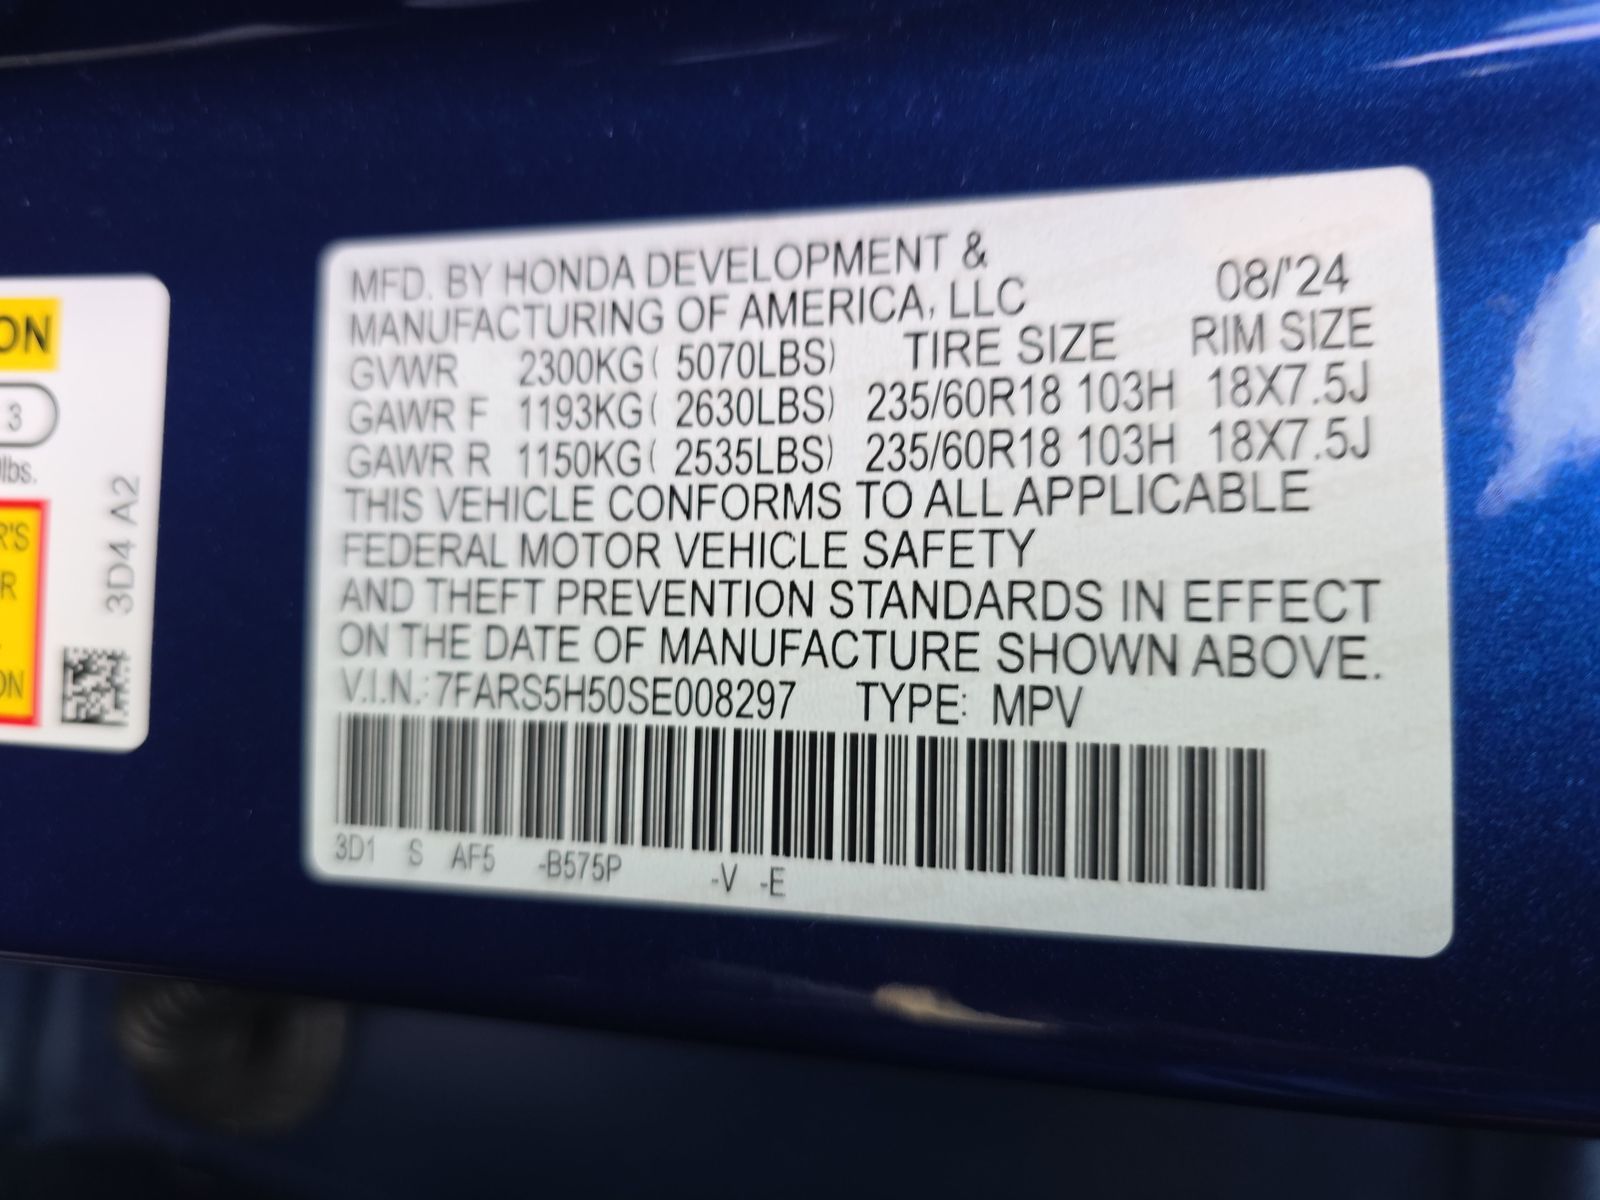 ON
3
lbs.
R'S
R
ON
3D4 A2
MFD. BY HONDA DEVELOPMENT &
MANUFACTURING OF AMERICA, LLC 08/'24
GVWR 2300KG( 5070LBS) TIRE SIZE RIM SIZE
GAWR F 1193KG( 2630LBS) 235/60R18 103H 18X7.5J
GAWR R 1150KG( 2535LBS) 235/60R18 103H 18X7.5J
THIS VEHICLE CONFORMS TO ALL APPLICABLE
FEDERAL MOTOR VEHICLE SAFETY
AND THEFT PREVENTION STANDARDS IN EFFECT
ON THE DATE OF MANUFACTURE SHOWN ABOVE.
V.I.N.: 7FARS5H50SE008297 TYPE: MPV
3D1 S AF5 -B575P -V -E